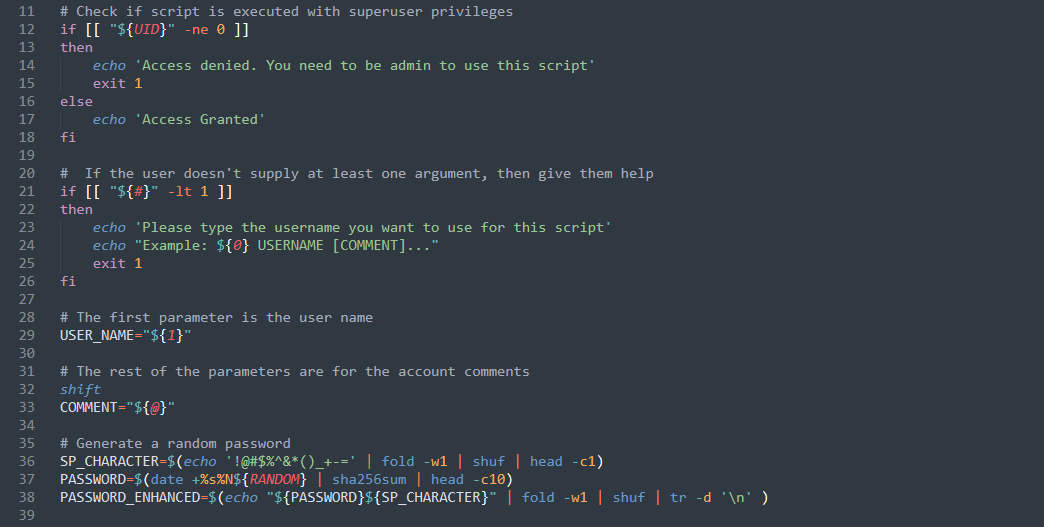 11 # Check if script is executed with superuser privileges
12 if [[ "${UID}" -ne 0 ]]
13 then
14     echo 'Access denied. You need to be admin to use this script'
15     exit 1
16 else
17     echo 'Access Granted'
18 fi
19
20 #  If the user doesn't supply at least one argument, then give them help
21 if [[ "${#}" -lt 1 ]]
22 then
23     echo 'Please type the username you want to use for this script'
24     echo "Example: ${0} USERNAME [COMMENT]..."
25     exit 1
26 fi
27
28 # The first parameter is the user name
29 USER_NAME="${1}"
30
31 # The rest of the parameters are for the account comments
32 shift
33 COMMENT="${@}"
34
35 # Generate a random password
36 SP_CHARACTER=$(echo '!@#$%^&*()_+-=' | fold -w1 | shuf | head -c1)
37 PASSWORD=$(date +%s%N${RANDOM} | sha256sum | head -c10)
38 PASSWORD_ENHANCED=$(echo "${PASSWORD}${SP_CHARACTER}" | fold -w1 | shuf | tr -d '\n' )
39